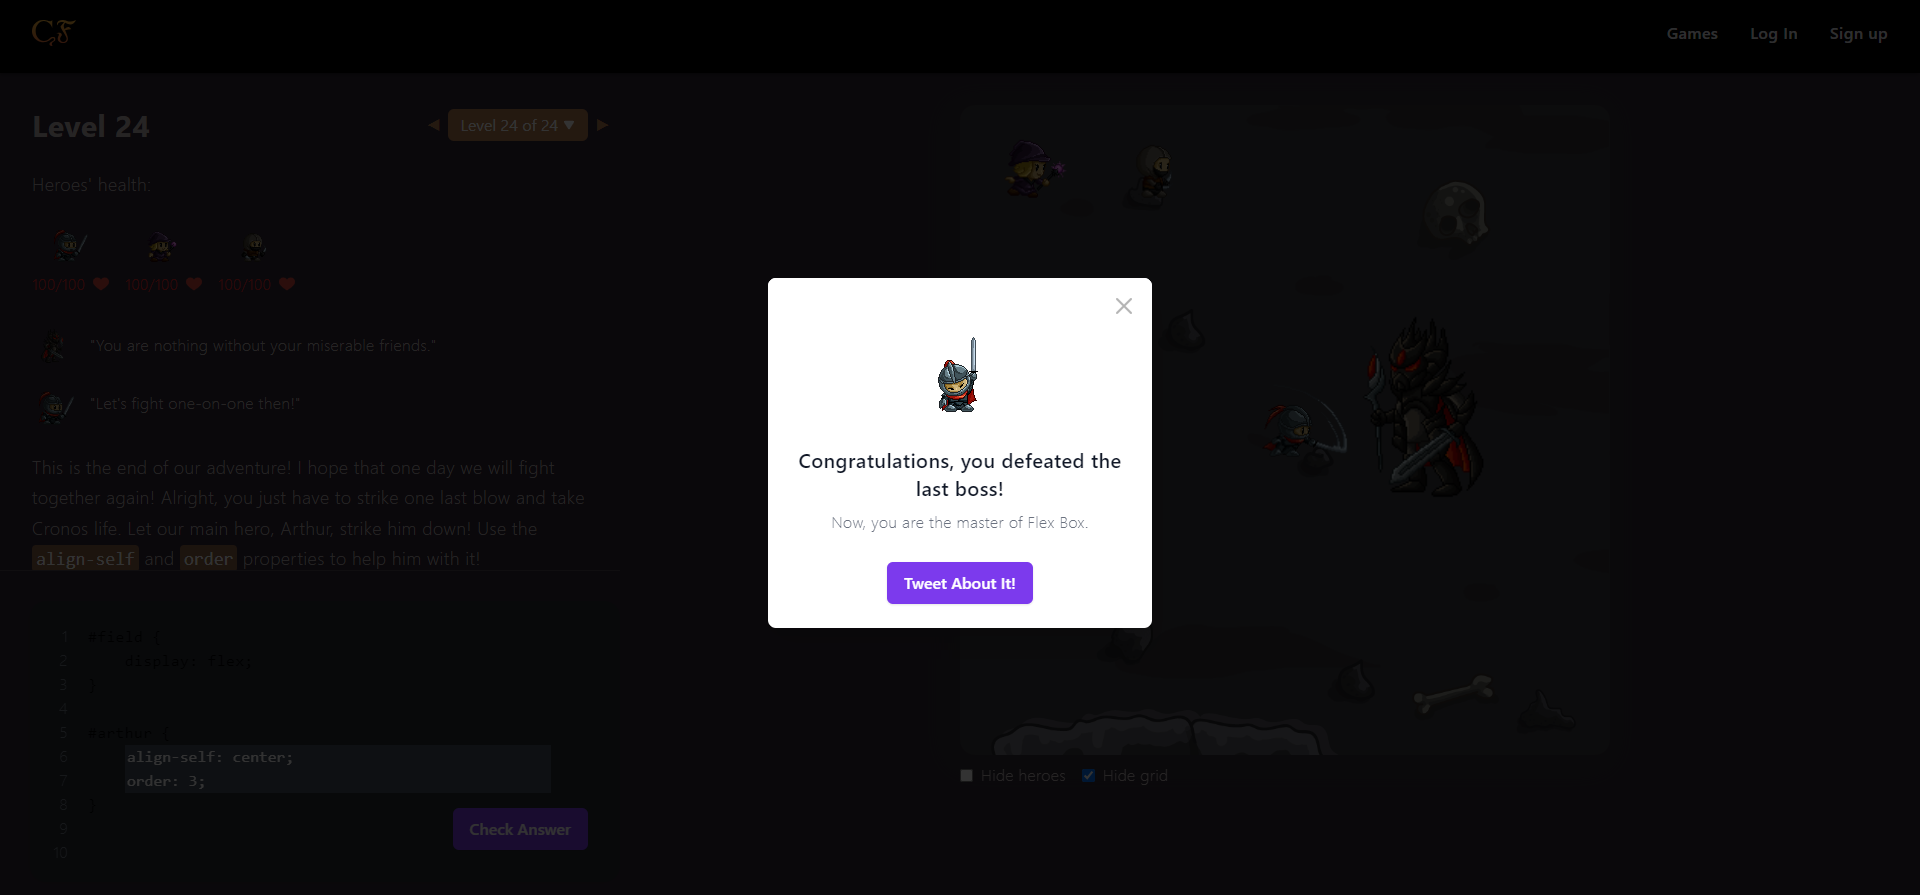 CF
Games
Log In
Sign up
Level 24
Level 24 of 24 ▼
Heroes' health:
100/100
100/100
100/100
"You are nothing without your miserable friends."
"Let's fight one-on-one then!"
This is the end of our adventure! I hope that one day we will fight
together again! Alright, you just have to strike one last blow and take
Cronos life. Let our main hero, Arthur, strike him down! Use the
align-self and order properties to help him with it!
1 #field {
2 display: flex;
3 }
4
5 #arthur {
6 align-self: center;
7 order: 3;
8 }
9
10
Check Answer
Congratulations, you defeated the
last boss!
Now, you are the master of Flex Box.
Tweet About It!
Hide heroes
Hide grid